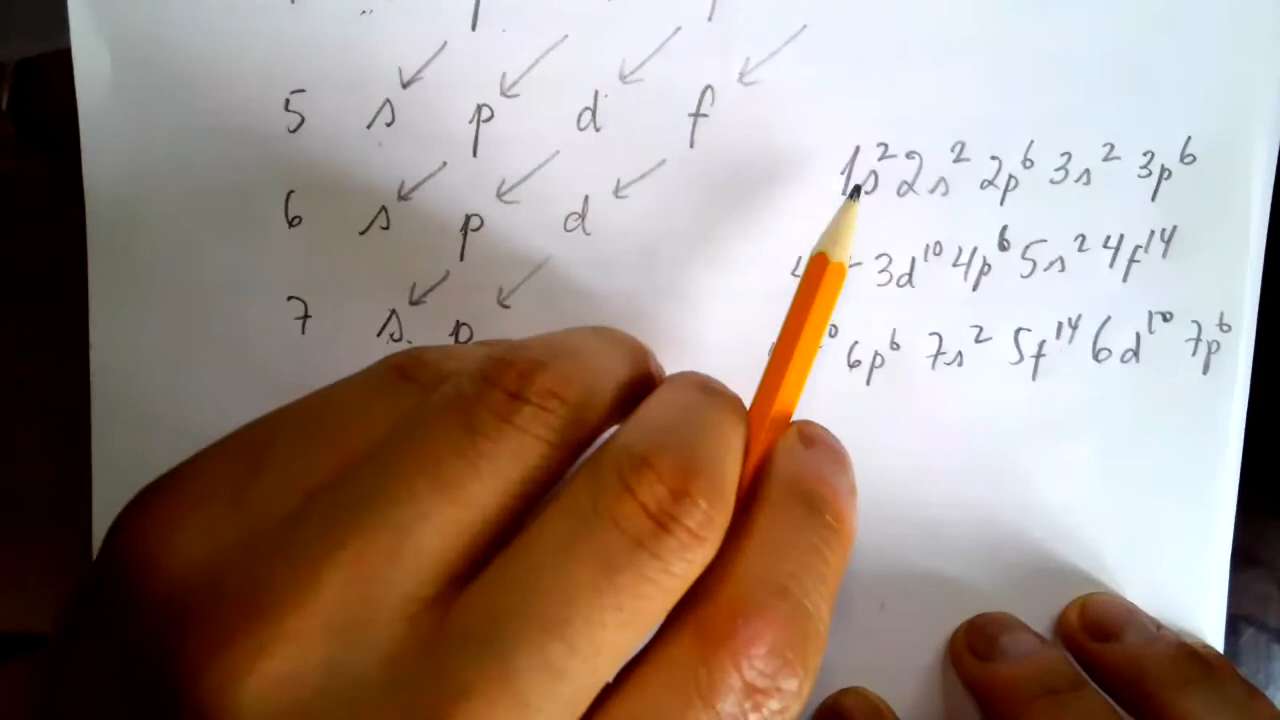 5 s p d f
6 s p d
7 s p
1s² 2s² 2p⁶ 3s² 3p⁶
3d¹⁰ 4p⁶ 5s² 4f¹⁴
6p⁶ 7s² 5f¹⁴ 6d¹⁰ 7p⁶